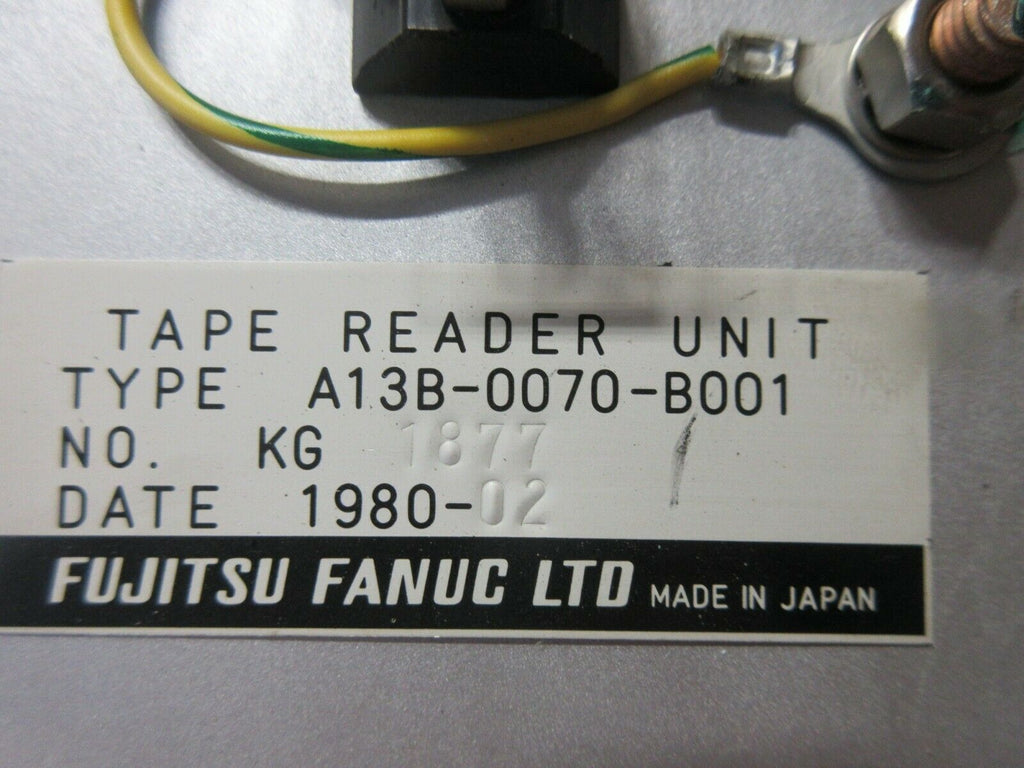 TAPE READER UNIT
TYPE A13B-0070-B001
NO. KG 1877
DATE 1980-02
FUJITSU FANUC LTD MADE IN JAPAN